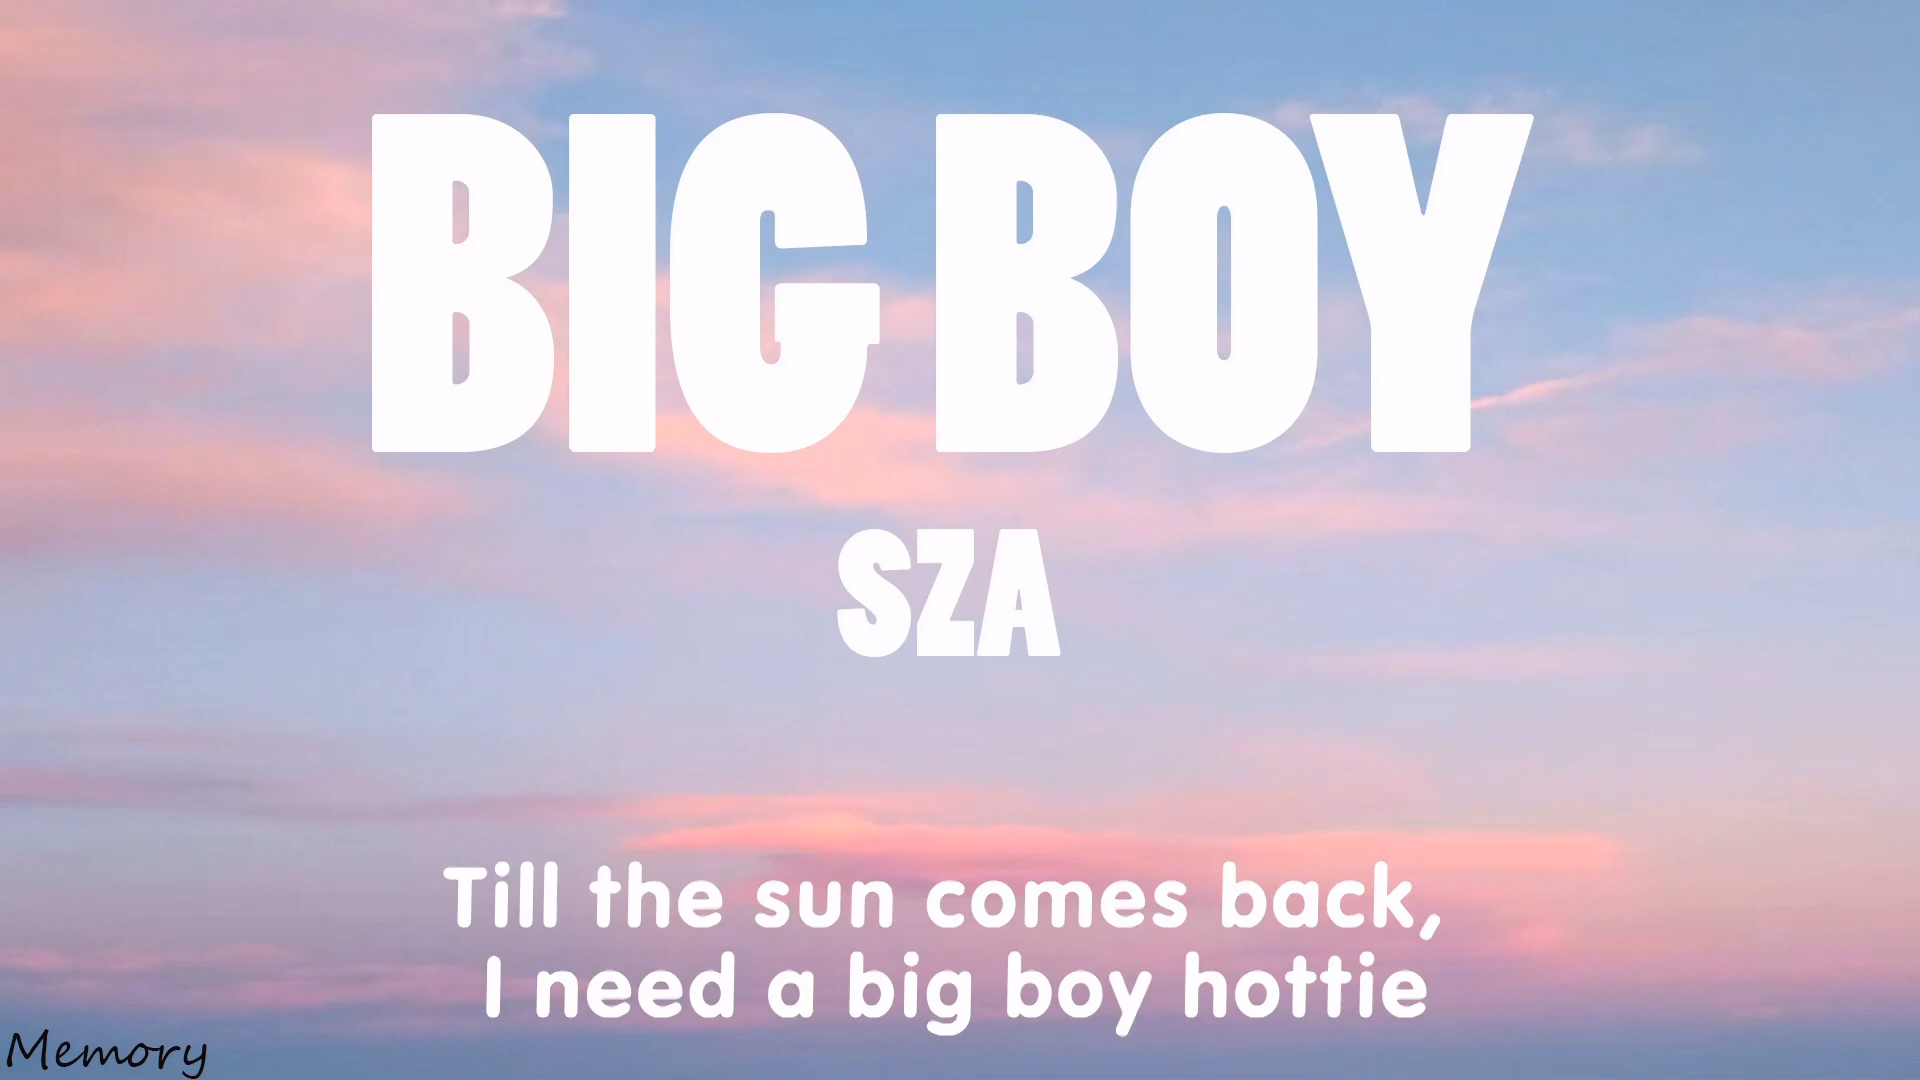 BIG BOY
SZA
Till the sun comes back,
I need a big boy hottie
Memory